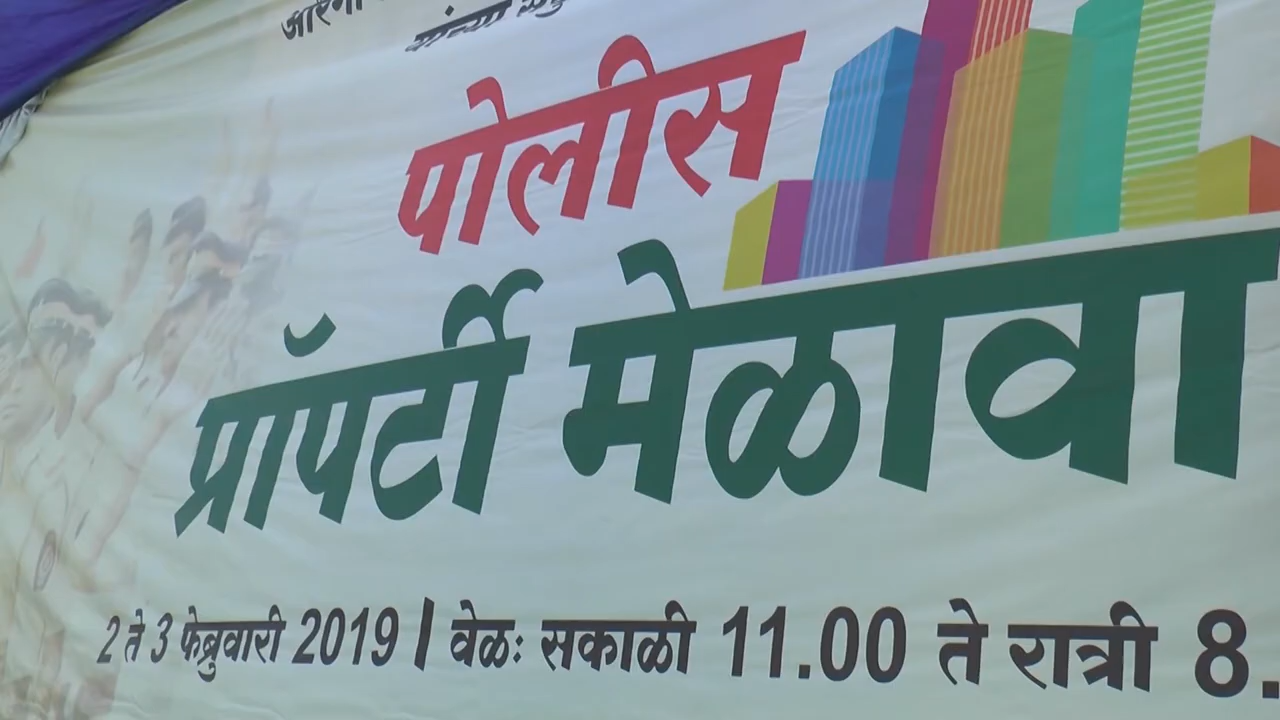 यांच्या
पोलीस
प्रॉपर्टी मेळावा
2 ते 3 फेब्रुवारी 2019 | वेळः सकाळी 11.00 ते रात्री 8.